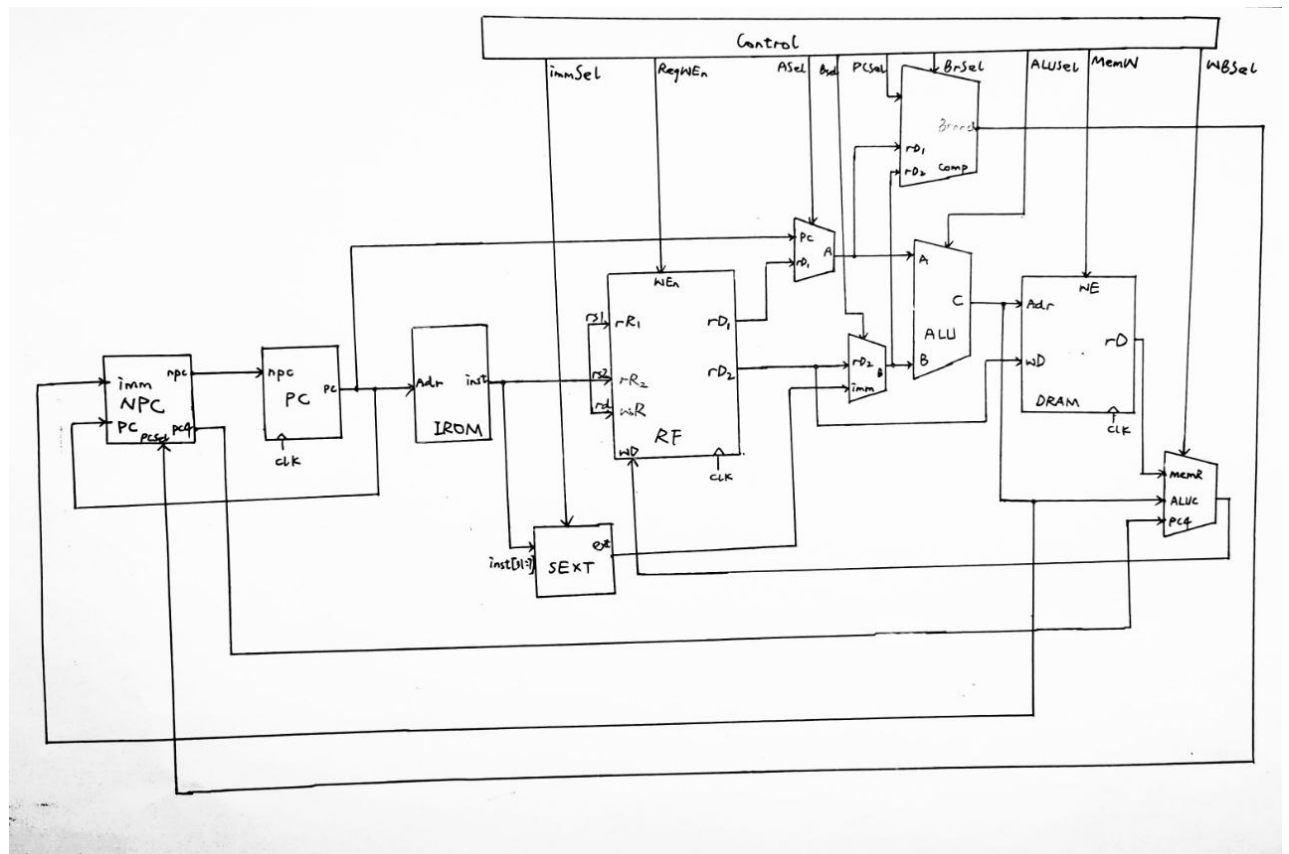 Control
immSel
RegWEn
ASel
Bsel
PCSel
BrSel
ALUSel
MemW
WBSel
rD1
rD2
Comp
PC
rD1
A
WEn
rs1
rR1
rD1
rs2
rR2
rD2
rd
wR
RF
WD
CLK
A
C
ALU
B
WE
Adr
rD
wD
DRAM
CLK
rD2
imm
B
npc
imm
NPC
PC
pc4
PCSel
npc
PC
pc
CLK
Adr
inst
IROM
memR
ALUC
PC4
inst[31:7]
ext
SEXT